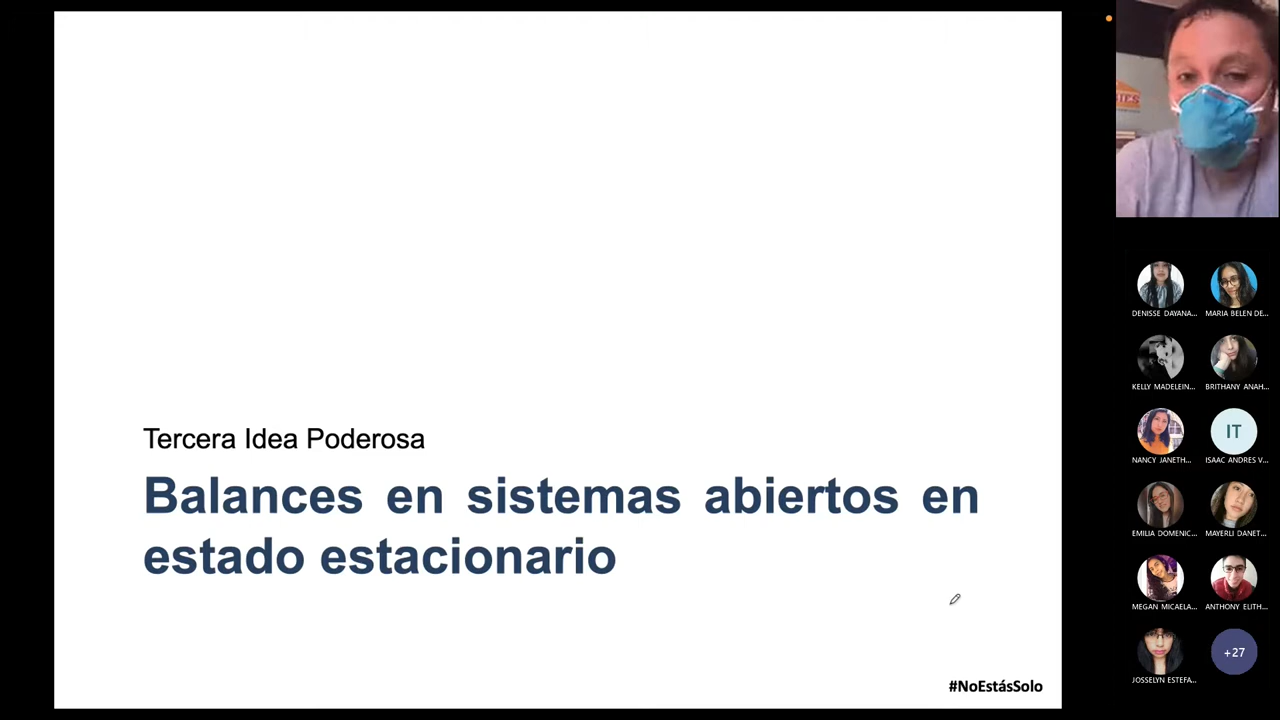 Tercera Idea Poderosa
Balances en sistemas abiertos en
estado estacionario
#NoEstásSolo
DENISSE DAYANA...
MARIA BELEN DE...
KELLY MADELEIN...
BRITHANY ANAH...
NANCY JANETH...
IT
ISAAC ANDRES V...
EMILIA DOMENIC...
MAYERLI DANET...
MEGAN MICAELA...
ANTHONY ELITH...
JOSSELYN ESTEFA...
+27